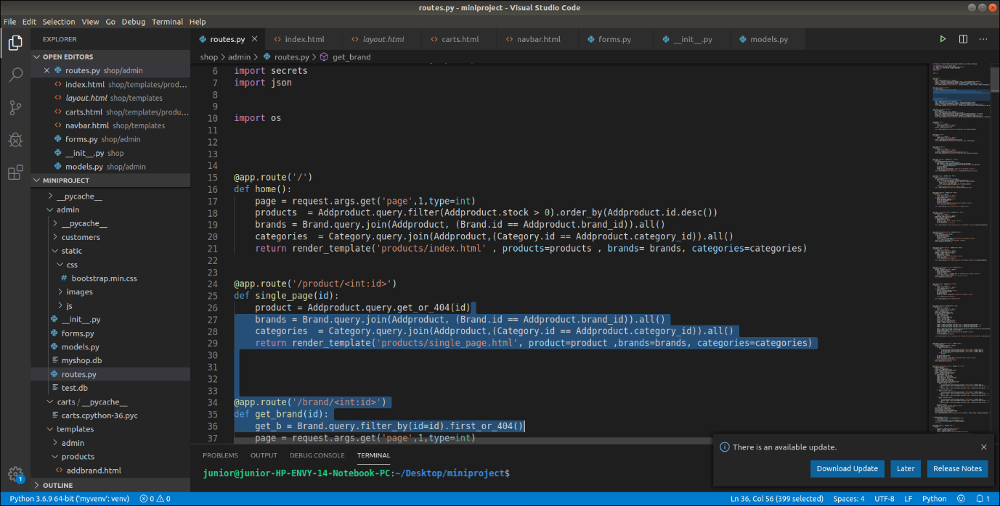 routes.py - miniproject - Visual Studio Code
File Edit Selection View Go Debug Terminal Help
EXPLORER
OPEN EDITORS
routes.py shop/admin
index.html shop/templates/prod...
layout.html shop/templates
carts.html shop/templates/produ...
navbar.html shop/templates
forms.py shop/admin
__init__.py shop
models.py shop/admin
MINIPROJECT
__pycache__
admin
__pycache__
customers
static
css
# bootstrap.min.css
images
js
__init__.py
forms.py
models.py
myshop.db
routes.py
test.db
carts / __pycache__
carts.cpython-36.pyc
templates
admin
products
addbrand.html
OUTLINE
routes.py index.html layout.html carts.html navbar.html forms.py __init__.py models.py
shop > admin > routes.py > get_brand
6 import secrets
7 import json
8
9
10 import os
11
12
13
14
15 @app.route('/')
16 def home():
17 page = request.args.get('page',1,type=int)
18 products  = Addproduct.query.filter(Addproduct.stock > 0).order_by(Addproduct.id.desc())
19 brands = Brand.query.join(Addproduct, (Brand.id == Addproduct.brand_id)).all()
20 categories  = Category.query.join(Addproduct,(Category.id == Addproduct.category_id)).all()
21 return render_template('products/index.html' , products=products , brands= brands, categories=categories)
22
23
24 @app.route('/product/<int:id>')
25 def single_page(id):
26 product = Addproduct.query.get_or_404(id)
27 brands = Brand.query.join(Addproduct, (Brand.id == Addproduct.brand_id)).all()
28 categories  = Category.query.join(Addproduct,(Category.id == Addproduct.category_id)).all()
29 return render_template('products/single_page.html', product=product ,brands=brands, categories=categories)
30
31
32
33
34 @app.route('/brand/<int:id>')
35 def get_brand(id):
36 get_b = Brand.query.filter_by(id=id).first_or_404()
37 page = request.args.get('page',1,type=int)
PROBLEMS OUTPUT DEBUG CONSOLE TERMINAL
junior@junior-HP-ENVY-14-Notebook-PC:~/Desktop/miniproject$
There is an available update.
Download Update Later Release Notes
1
Python 3.6.9 64-bit ('myvenv': venv) 0 0 Ln 36, Col 56 (399 selected) Spaces: 4 UTF-8 LF Python 1